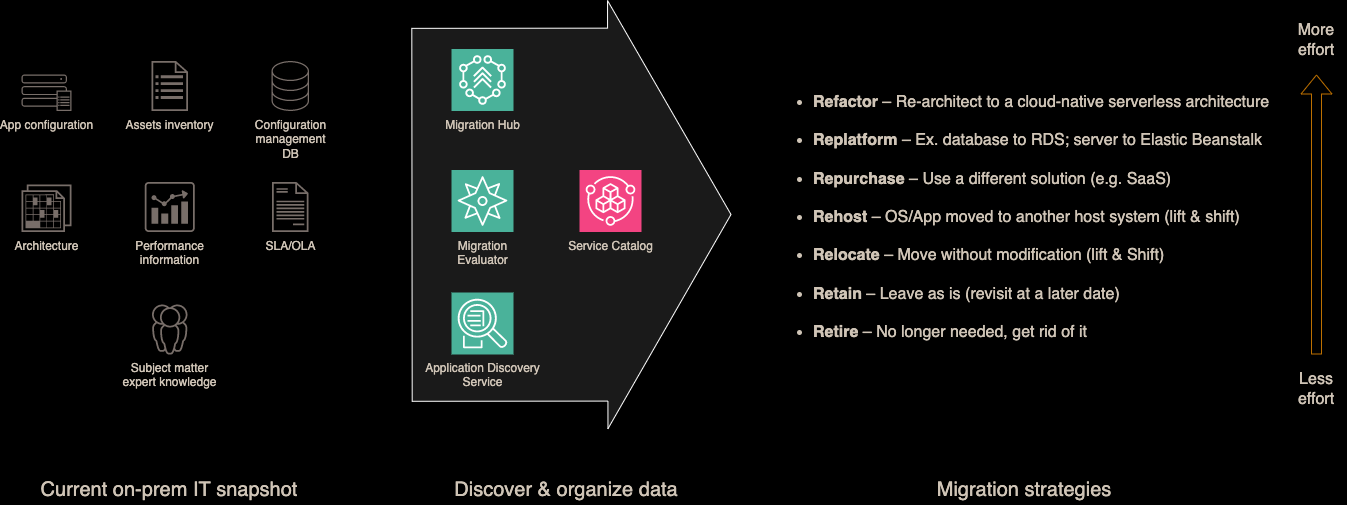 App configuration
Assets inventory
Configuration
management
DB
Architecture
Performance
information
SLA/OLA
Subject matter
expert knowledge
Current on-prem IT snapshot
Migration Hub
Migration
Evaluator
Service Catalog
Application Discovery
Service
Discover & organize data
• Refactor – Re-architect to a cloud-native serverless architecture
• Replatform – Ex. database to RDS; server to Elastic Beanstalk
• Repurchase – Use a different solution (e.g. SaaS)
• Rehost – OS/App moved to another host system (lift & shift)
• Relocate – Move without modification (lift & Shift)
• Retain – Leave as is (revisit at a later date)
• Retire – No longer needed, get rid of it
More
effort
Less
effort
Migration strategies